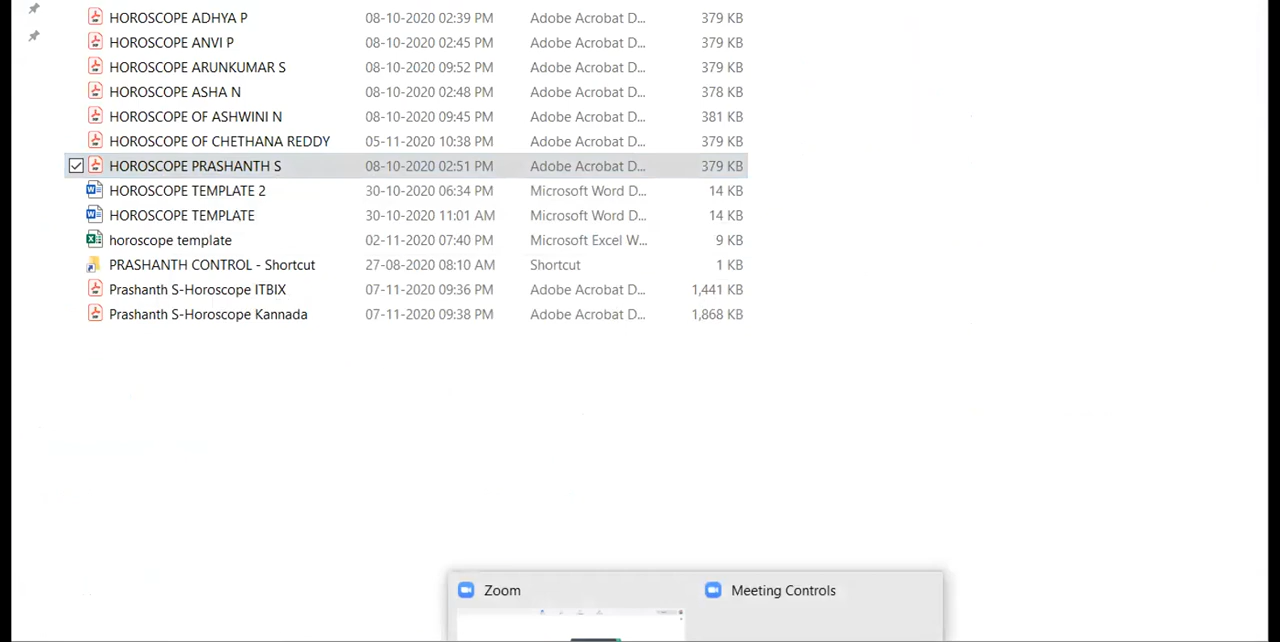 HOROSCOPE ADHYA P 08-10-2020 02:39 PM Adobe Acrobat D... 379 KB
HOROSCOPE ANVI P 08-10-2020 02:45 PM Adobe Acrobat D... 379 KB
HOROSCOPE ARUNKUMAR S 08-10-2020 09:52 PM Adobe Acrobat D... 379 KB
HOROSCOPE ASHA N 08-10-2020 02:48 PM Adobe Acrobat D... 378 KB
HOROSCOPE OF ASHWINI N 08-10-2020 09:45 PM Adobe Acrobat D... 381 KB
HOROSCOPE OF CHETHANA REDDY 05-11-2020 10:38 PM Adobe Acrobat D... 379 KB
HOROSCOPE PRASHANTH S 08-10-2020 02:51 PM Adobe Acrobat D... 379 KB
HOROSCOPE TEMPLATE 2 30-10-2020 06:34 PM Microsoft Word D... 14 KB
HOROSCOPE TEMPLATE 30-10-2020 11:01 AM Microsoft Word D... 14 KB
horoscope template 02-11-2020 07:40 PM Microsoft Excel W... 9 KB
PRASHANTH CONTROL - Shortcut 27-08-2020 08:10 AM Shortcut 1 KB
Prashanth S-Horoscope ITBIX 07-11-2020 09:36 PM Adobe Acrobat D... 1,441 KB
Prashanth S-Horoscope Kannada 07-11-2020 09:38 PM Adobe Acrobat D... 1,868 KB
Zoom Meeting Controls